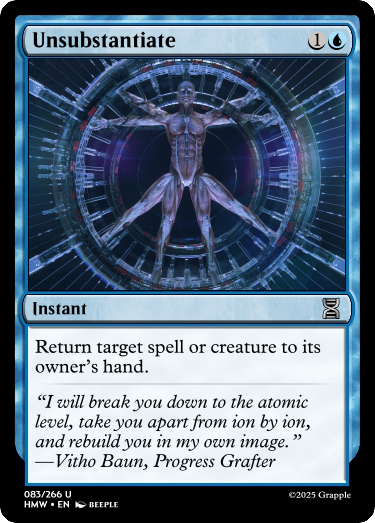 Unsubstantiate 1
Instant
Return target spell or creature to its
owner's hand.
“I will break you down to the atomic
level, take you apart from ion by ion,
and rebuild you in my own image.”
—Vitho Baun, Progress Grafter
083/266 U
HMW • EN BEEPLE ©2025 Grapple